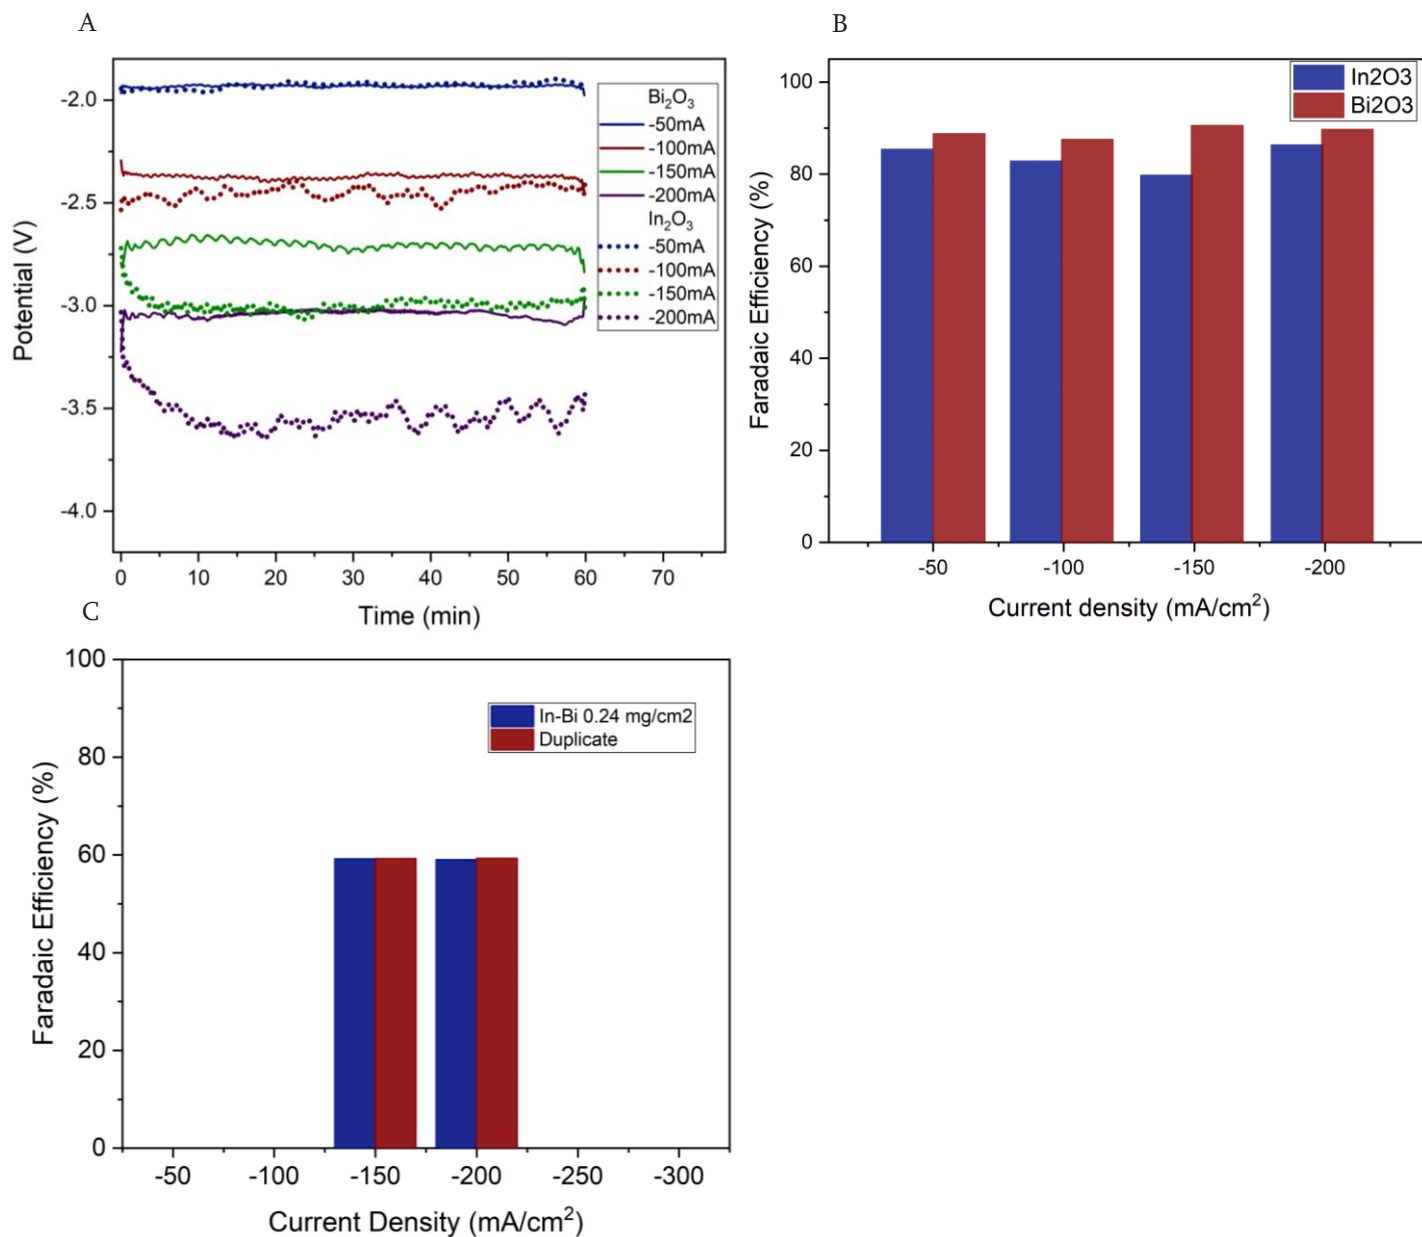 A
Potential (V)
-2.0
-2.5
-3.0
-3.5
-4.0
0 10 20 30 40 50 60 70
Time (min)
Bi₂O₃
-50mA
-100mA
-150mA
-200mA
In₂O₃
-50mA
-100mA
-150mA
-200mA
B
Faradaic Efficiency (%)
100
80
60
40
20
0
-50 -100 -150 -200
Current density (mA/cm²)
In2O3
Bi2O3
C
Faradaic Efficiency (%)
100
80
60
40
20
0
-50 -100 -150 -200 -250 -300
Current Density (mA/cm²)
In-Bi 0.24 mg/cm2
Duplicate